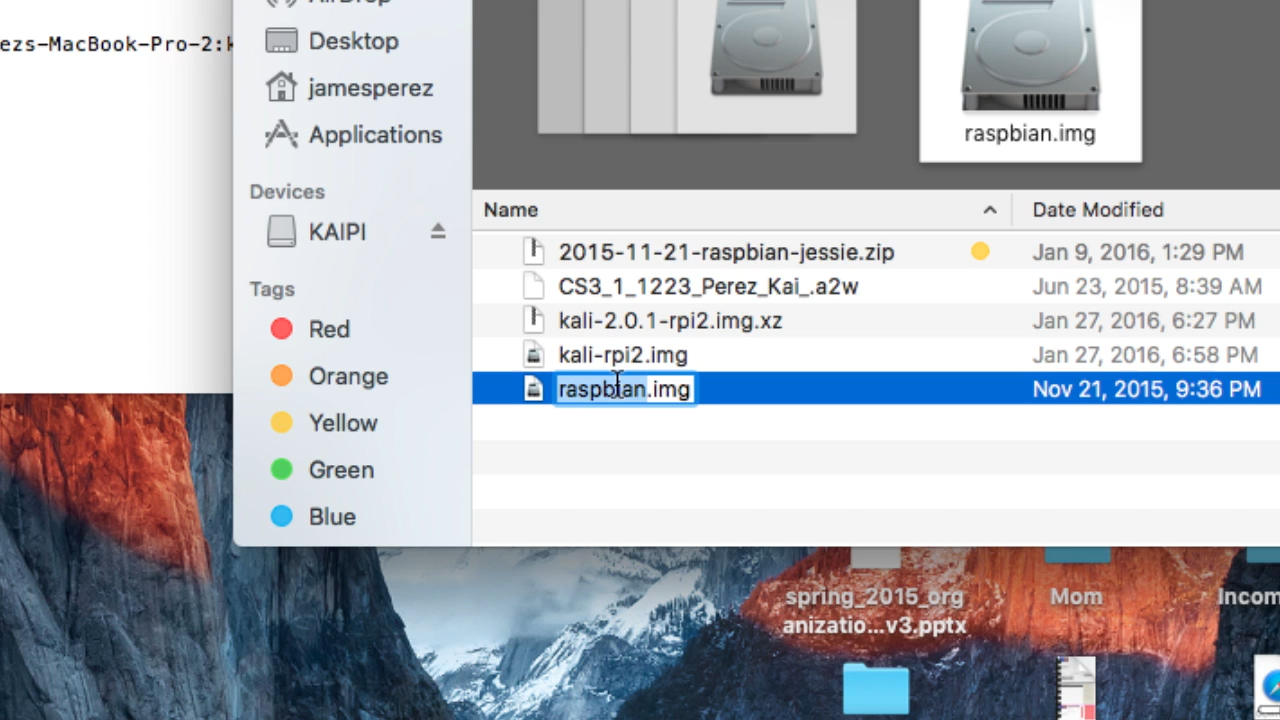 AirDrop
ezs-MacBook-Pro-2:k
Desktop
jamesperez
Applications
raspbian.img
Devices
Name
Date Modified
KAIPI
2015-11-21-raspbian-jessie.zip
Jan 9, 2016, 1:29 PM
Tags
CS3_1_1223_Perez_Kai_.a2w
Jun 23, 2015, 8:39 AM
Red
kali-2.0.1-rpi2.img.xz
Jan 27, 2016, 6:27 PM
kali-rpi2.img
Jan 27, 2016, 6:58 PM
Orange
raspbian.img
Nov 21, 2015, 9:36 PM
Yellow
Green
Blue
spring_2015_org
anizatio...v3.pptx
Mom
Incom